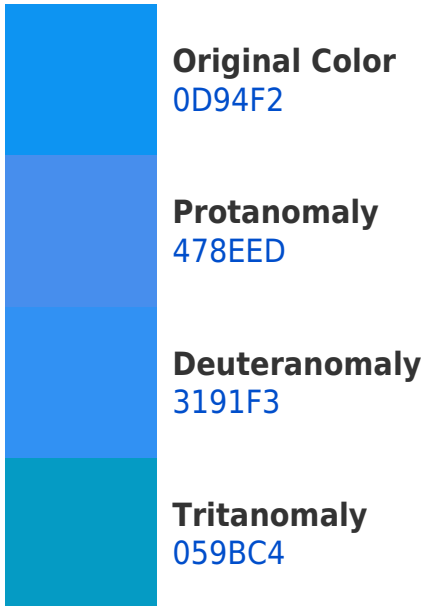 Original Color
0D94F2
Protanomaly
478EED
Deuteranomaly
3191F3
Tritanomaly
059BC4